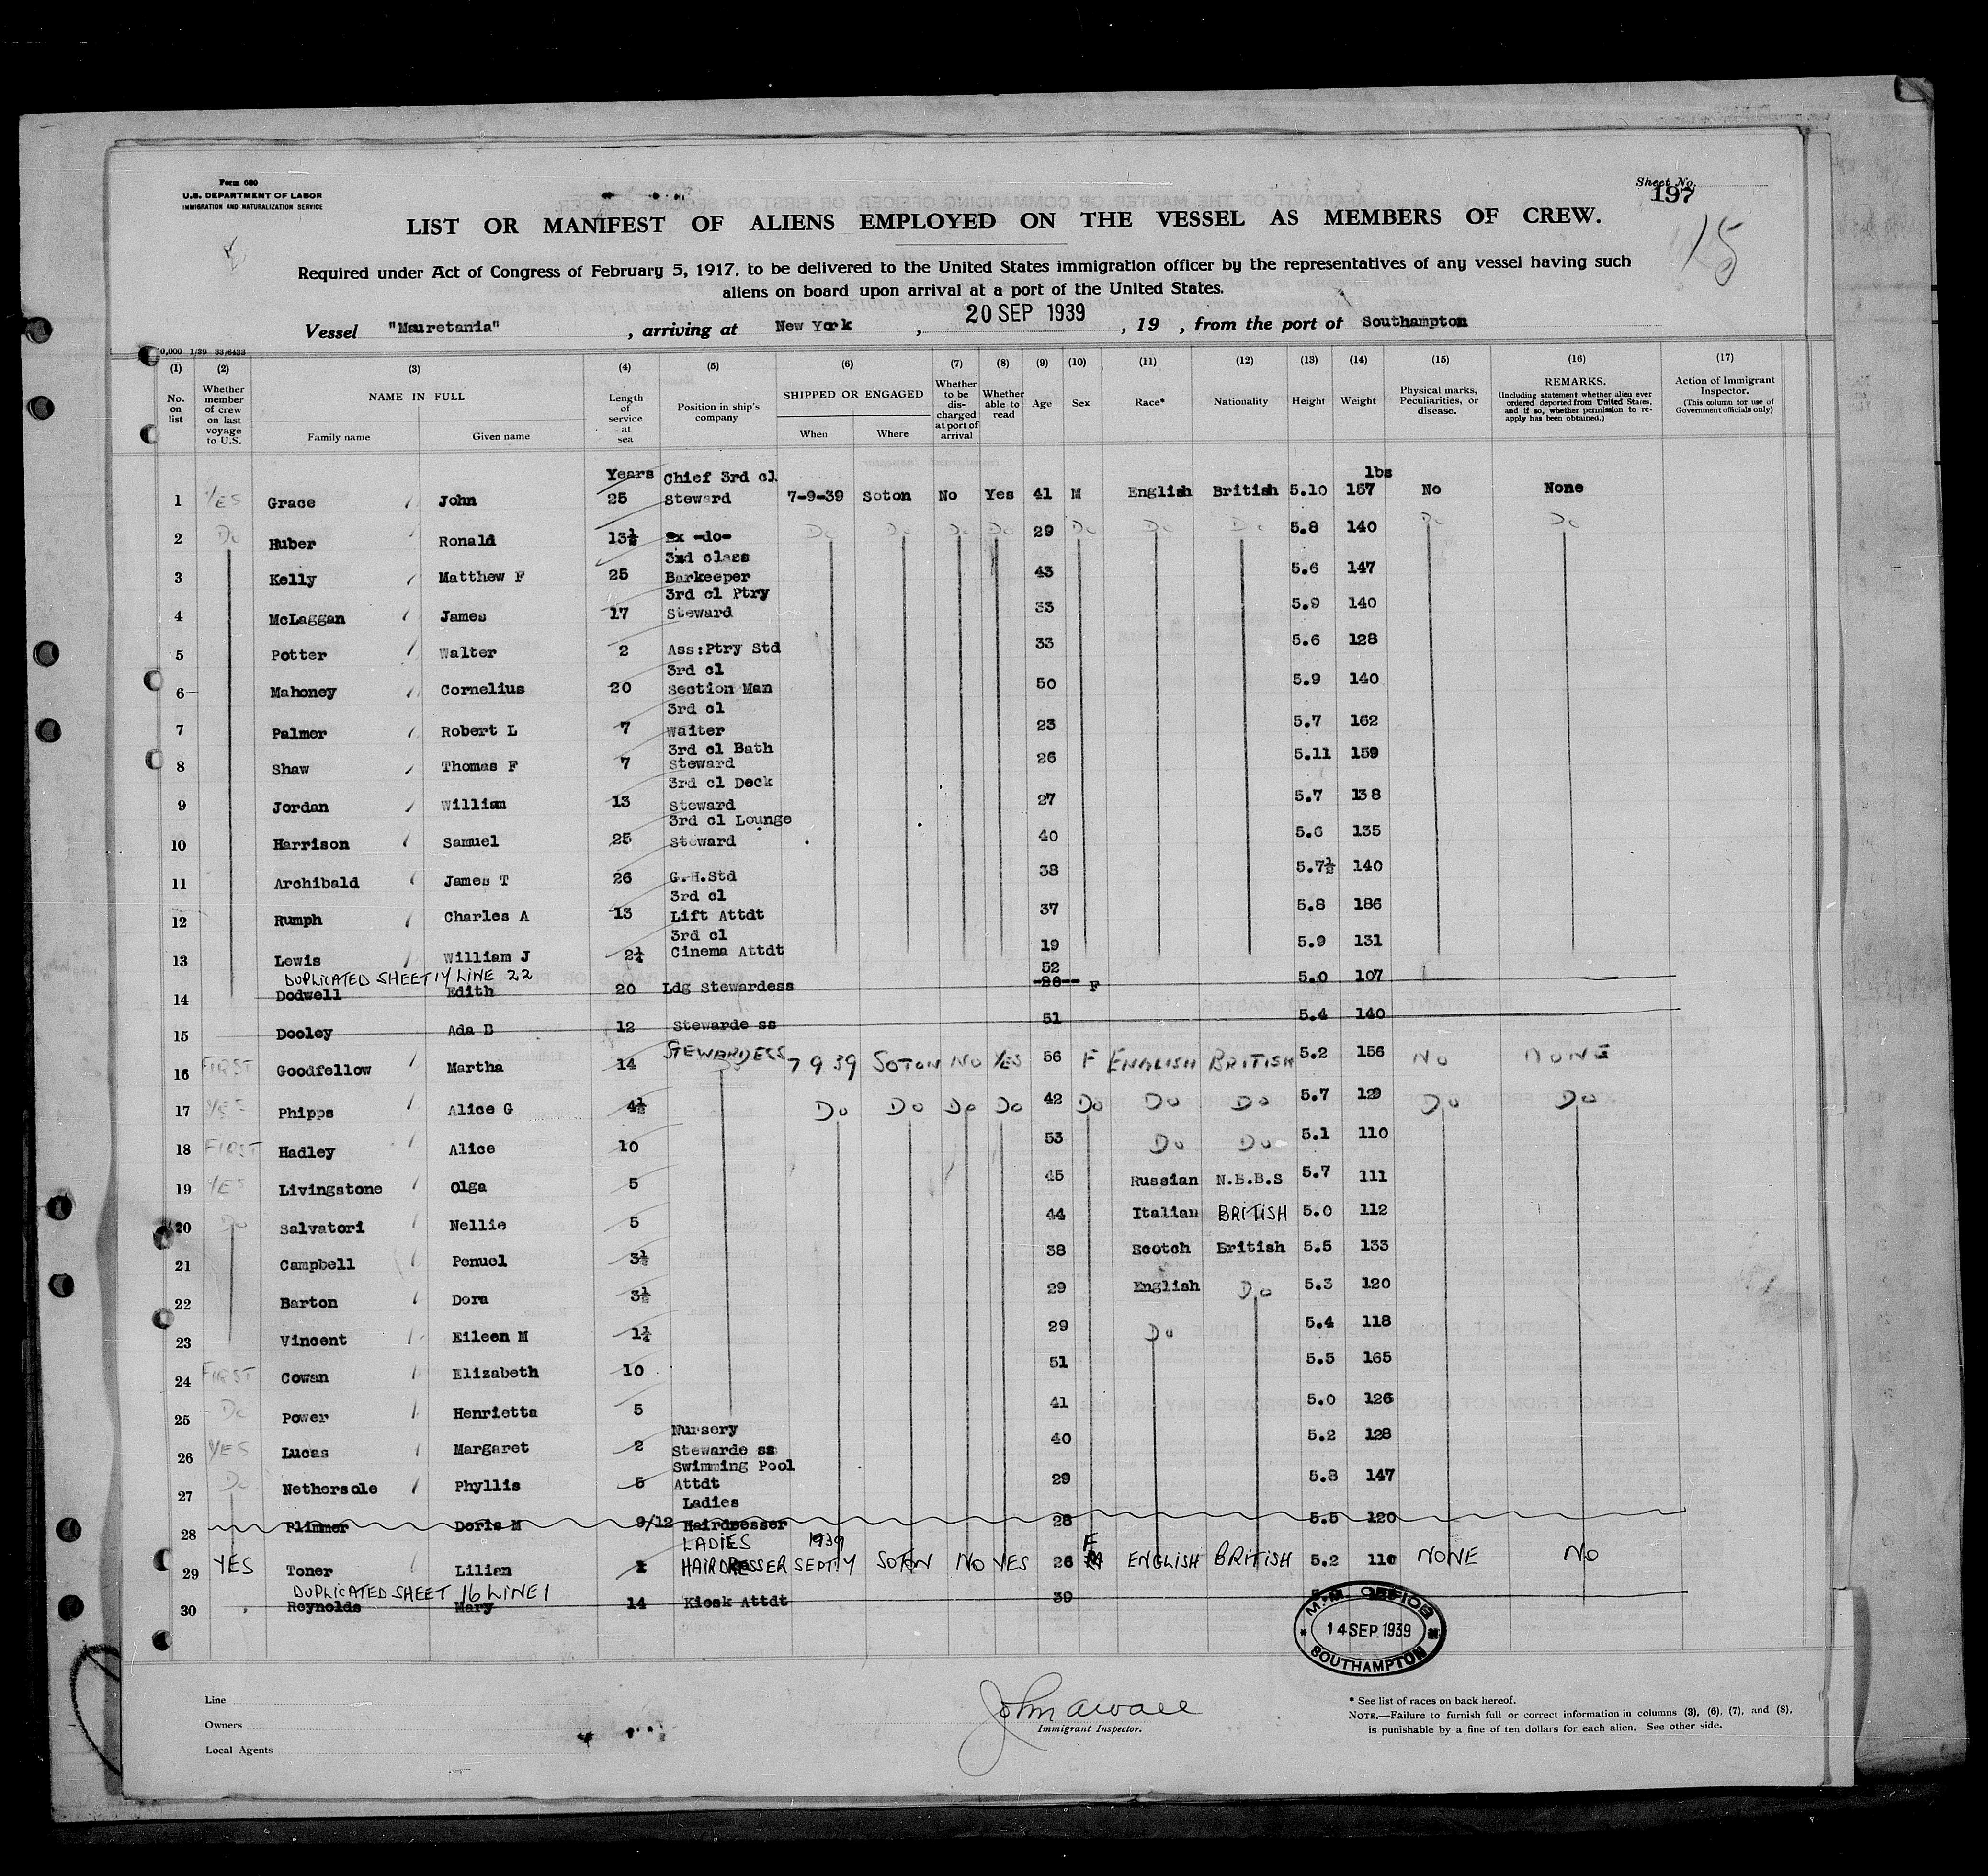 Form 680
U.S. DEPARTMENT OF LABOR
IMMIGRATION AND NATURALIZATION SERVICE
Sheet No.
197
15
LIST OR MANIFEST OF ALIENS EMPLOYED ON THE VESSEL AS MEMBERS OF CREW.
Required under Act of Congress of February 5, 1917, to be delivered to the United States immigration officer by the representatives of any vessel having such
aliens on board upon arrival at a port of the United States.
Vessel "Mauretania" , arriving at New York , 20 SEP 1939 , 19 , from the port of Southampton
0,000 1/39 33/6433
(1) (2) (3) (4) (5) (6) (7) (8) (9) (10) (11) (12) (13) (14) (15) (16) (17)
No. on list
Whether member of crew on last voyage to U.S.
NAME IN FULL
Family name
Given name
Length of service at sea
Position in ship's company
SHIPPED OR ENGAGED
When
Where
Whether to be discharged at port of arrival
Whether able to read
Age
Sex
Race*
Nationality
Height
Weight
Physical marks, Peculiarities, or disease.
REMARKS.
(Including statement whether alien ever ordered deported from United States, and if so, whether permission to re-apply has been obtained.)
Action of Immigrant Inspector.
(This column for use of Government officials only)
Years Chief 3rd cl. lbs
1 YES Grace John 25 Steward 7-9-39 Soton No Yes 41 M English British 5.10 157 No None
2 Do Huber Ronald 13½ Ex -do- Do Do Do Do 29 Do Do Do 5.8 140 Do Do
3rd class
3 Kelly Matthew F 25 Barkeeper 43 5.6 147
3rd cl Ptry
4 McLaggan James 17 Steward 33 5.9 140
5 Potter Walter 2 Ass:Ptry Std 33 5.6 128
3rd cl
6 Mahoney Cornelius 20 Section Man 50 5.9 140
3rd cl
7 Palmer Robert L 7 Waiter 23 5.7 162
3rd cl Bath
8 Shaw Thomas F 7 Steward 26 5.11 159
3rd cl Deck
9 Jordan William 13 Steward 27 5.7 138
3rd cl Lounge
10 Harrison Samuel 25 Steward 40 5.6 135
11 Archibald James T 26 G.H.Std 38 5.7½ 140
3rd cl
12 Rumph Charles A 13 Lift Attdt 37 5.8 186
3rd cl
13 Lewis William J 2¼ Cinema Attdt 19 5.9 131
DUPLICATED SHEET 14 LINE 22 52
14 Dodwell Edith 20 Ldg Stewardess F 5.0 107
15 Dooley Ada B 12 Stewarde ss 51 5.4 140
16 FIRST Goodfellow Martha 14 STEWARDESS 7 9 39 SOTON NO YES 56 F ENGLISH BRITISH 5.2 156 NO NONE
17 YES Phipps Alice G 4½ Do Do Do Do 42 Do Do Do 5.7 129 Do Do
18 FIRST Hadley Alice 10 53 Do Do 5.1 110
19 YES Livingstone Olga 5 45 Russian N.B.B.S 5.7 111
20 Do Salvatori Nellie 5 44 Italian BRITISH 5.0 112
21 Campbell Penuel 3½ 38 Scotch British 5.5 133
22 Barton Dora 3½ 29 English Do 5.3 120
23 Vincent Eileen M 1¼ 29 Do 5.4 118
24 FIRST Cowan Elizabeth 10 51 5.5 165
25 Do Power Henrietta 5 41 5.0 126
Nursery
26 YES Lucas Margaret 2 Stewarde ss 40 5.2 128
Swimming Pool
27 Do Nethersole Phyllis 5 Attdt 29 5.8 147
Ladies
28 Plimmer Doris M 9/12 Hairdresser 28 5.5 120
LADIES 1939 F
29 YES Toner Lilian 1 HAIRDRESSER SEPT. 4 SOTON NO YES 26 M ENGLISH BRITISH 5.2 110 NONE NO
DUPLICATED SHEET 16 LINE 1
30 Reynolds Mary 14 Kiosk Attdt 39
M.M. OFFICE
14 SEP. 1939
SOUTHAMPTON
Line
Owners
Local Agents
Immigrant Inspector.
* See list of races on back hereof.
NOTE.—Failure to furnish full or correct information in columns (3), (6), (7), and (8),
is punishable by a fine of ten dollars for each alien. See other side.